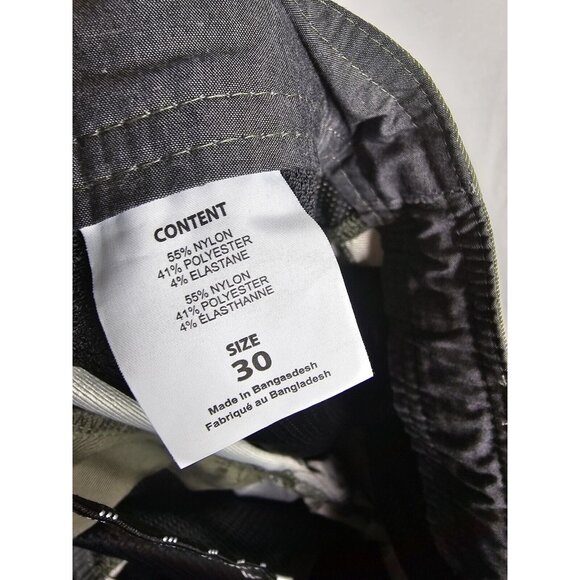 CONTENT
55% NYLON
41% POLYESTER
4% ELASTANE
55% NYLON
41% POLYESTER
4% ÉLASTHANNE
SIZE
30
Made in Bangasdesh
Fabriqué au Bangladesh